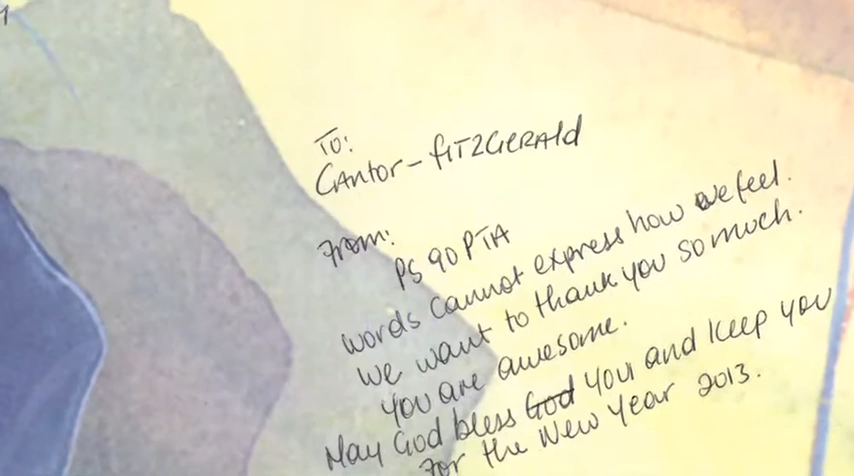 To:
CANtor - fITZGERAld
From:
PS 90 PTA
words cannot express how we feel.
we want to thank you so much.
you are awesome.
May God bless God you and keep you
For the New Year 2013.